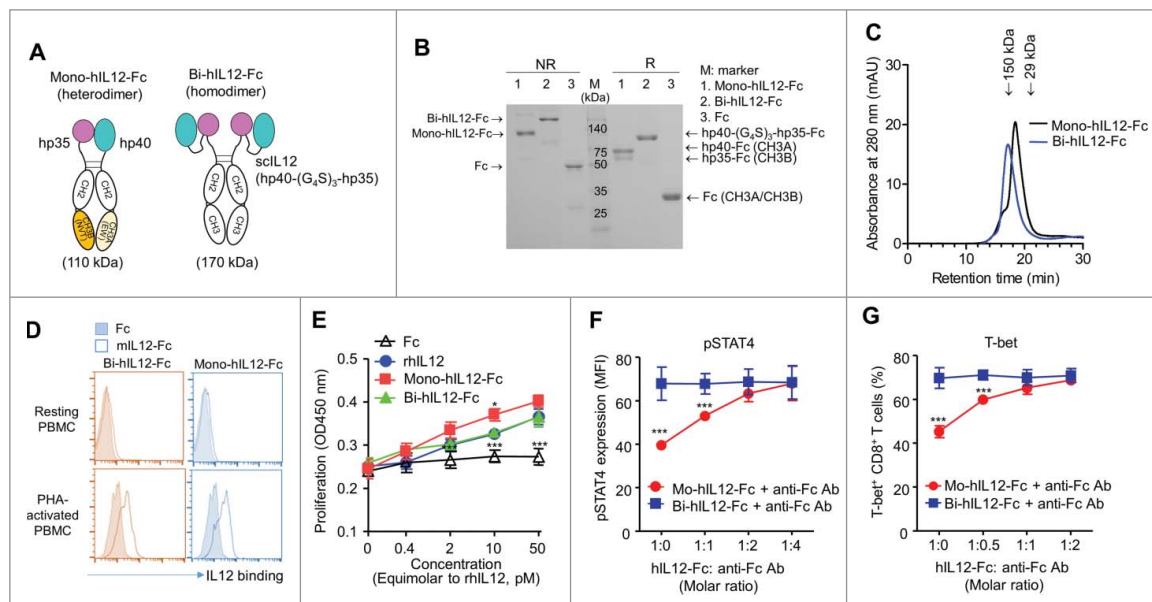 A
Mono-hIL12-Fc
(heterodimer)
Bi-hIL12-Fc
(homodimer)
hp35
hp40
scIL12
(hp40-(G₄S)₃-hp35)
CH2
CH2
CH2
CH2
CH3B
(NVT)
CH3A
(EW)
CH3
CH3
(110 kDa)
(170 kDa)
B
NR
R
1 2 3 M 1 2 3
(kDa)
M: marker
1. Mono-hIL12-Fc
2. Bi-hIL12-Fc
3. Fc
Bi-hIL12-Fc→
Mono-hIL12-Fc→
Fc →
140
75
50
35
25
← hp40-(G₄S)₃-hp35-Fc
← hp40-Fc (CH3A)
← hp35-Fc (CH3B)
← Fc (CH3A/CH3B)
C
←150 kDa
←29 kDa
Mono-hIL12-Fc
Bi-hIL12-Fc
Absorbance at 280 nm (mAU)
30
20
10
0
0 10 20 30
Retention time (min)
D
Fc
mIL12-Fc
Bi-hIL12-Fc
Mono-hIL12-Fc
Resting
PBMC
PHA-
activated
PBMC
IL12 binding
E
Fc
rhIL12
Mono-hIL12-Fc
Bi-hIL12-Fc
Proliferation (OD450 nm)
0.5
0.4
0.3
0.2
0.1
*
**
***
***
0 0.4 2 10 50
Concentration
(Equimolar to rhIL12, pM)
F
pSTAT4
pSTAT4 expression (MFI)
80
60
40
20
0
***
***
Mo-hIL12-Fc + anti-Fc Ab
Bi-hIL12-Fc + anti-Fc Ab
1:0 1:1 1:2 1:4
hIL12-Fc: anti-Fc Ab
(Molar ratio)
G
T-bet
T-bet⁺ CD8⁺ T cells (%)
80
60
40
20
0
***
***
Mo-hIL12-Fc + anti-Fc Ab
Bi-hIL12-Fc + anti-Fc Ab
1:0 1:0.5 1:1 1:2
hIL12-Fc: anti-Fc Ab
(Molar ratio)